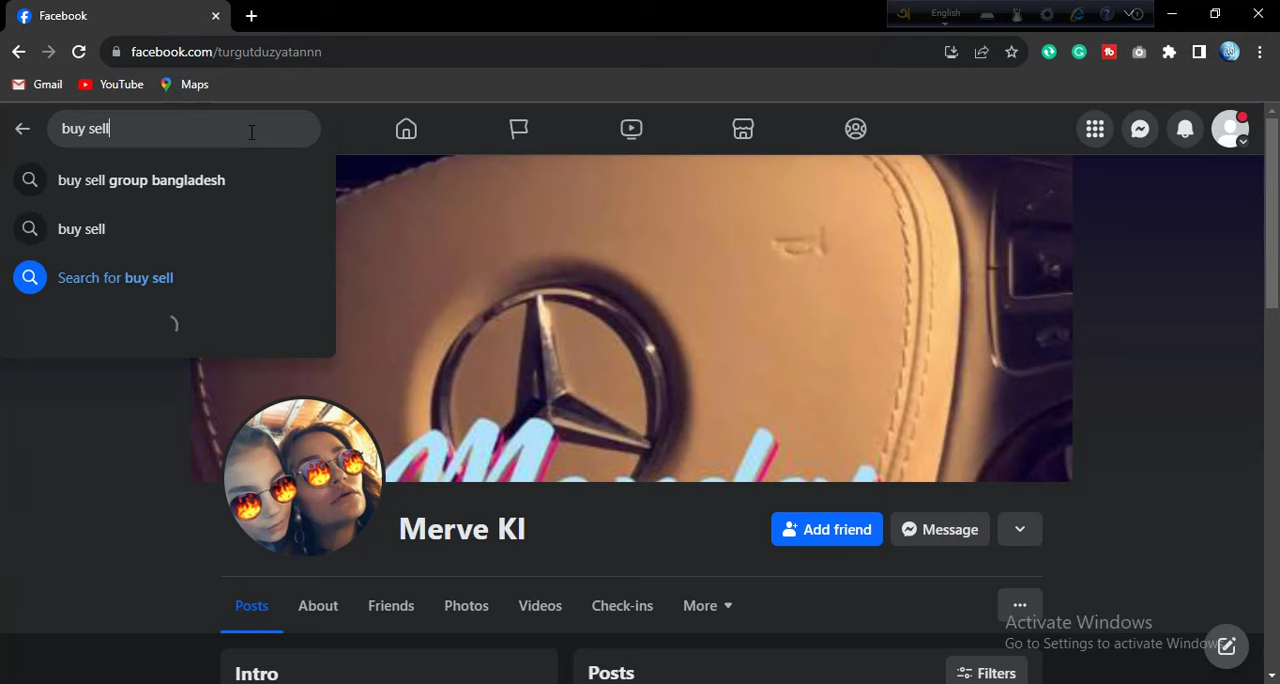 Facebook
English
facebook.com/turgutduzyatannn
Gmail
YouTube
Maps
buy sell
buy sell group bangladesh
buy sell
Search for buy sell
Merve KI
Add friend
Message
Posts
About
Friends
Photos
Videos
Check-ins
More
Activate Windows
Go to Settings to activate Windows
Intro
Posts
Filters